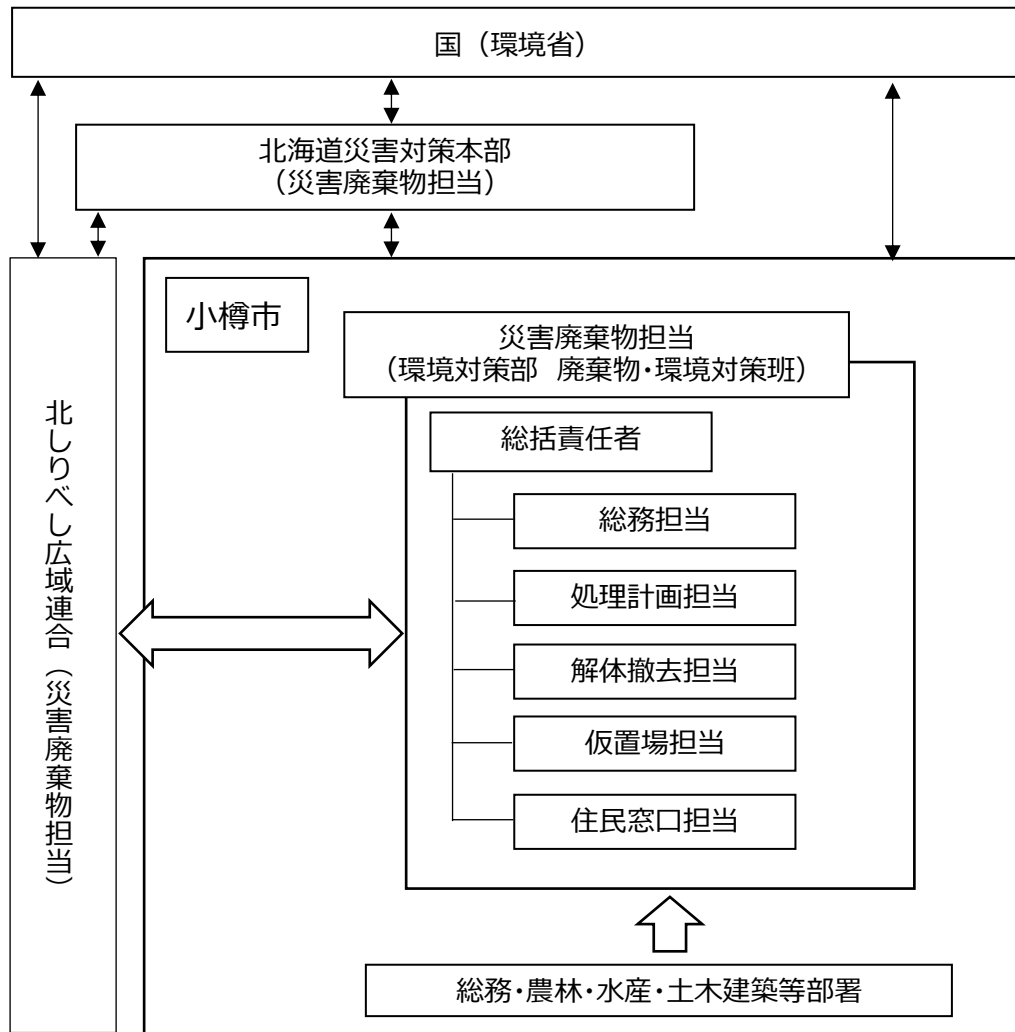 国（環境省）
北海道災害対策本部
（災害廃棄物担当）
小樽市
災害廃棄物担当
（環境対策部　廃棄物・環境対策班）
総括責任者
総務担当
処理計画担当
解体撤去担当
仮置場担当
住民窓口担当
北しりべし広域連合（災害廃棄物担当）
総務・農林・水産・土木建築等部署